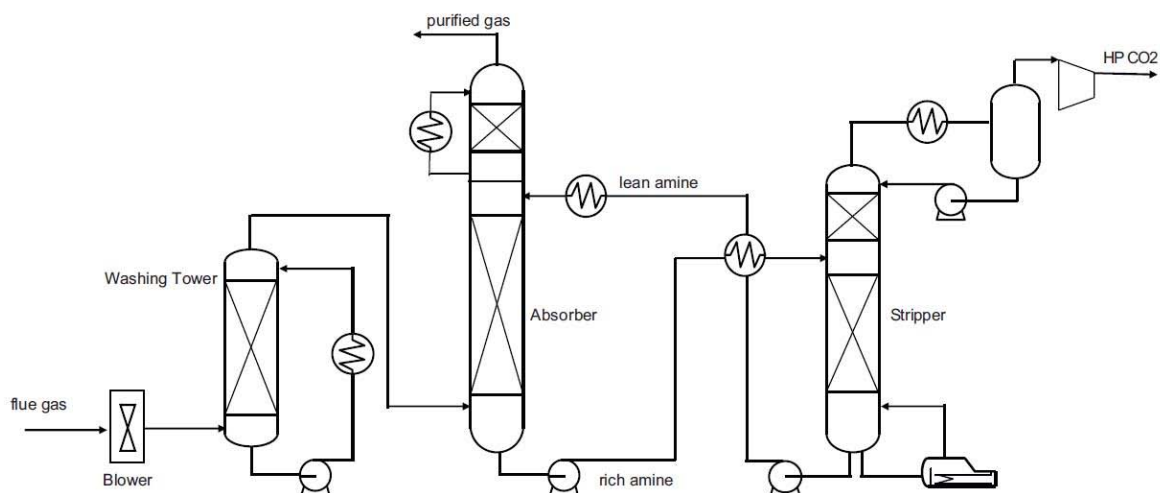 purified gas
HP CO2
lean amine
Washing Tower
Absorber
Stripper
flue gas
Blower
rich amine